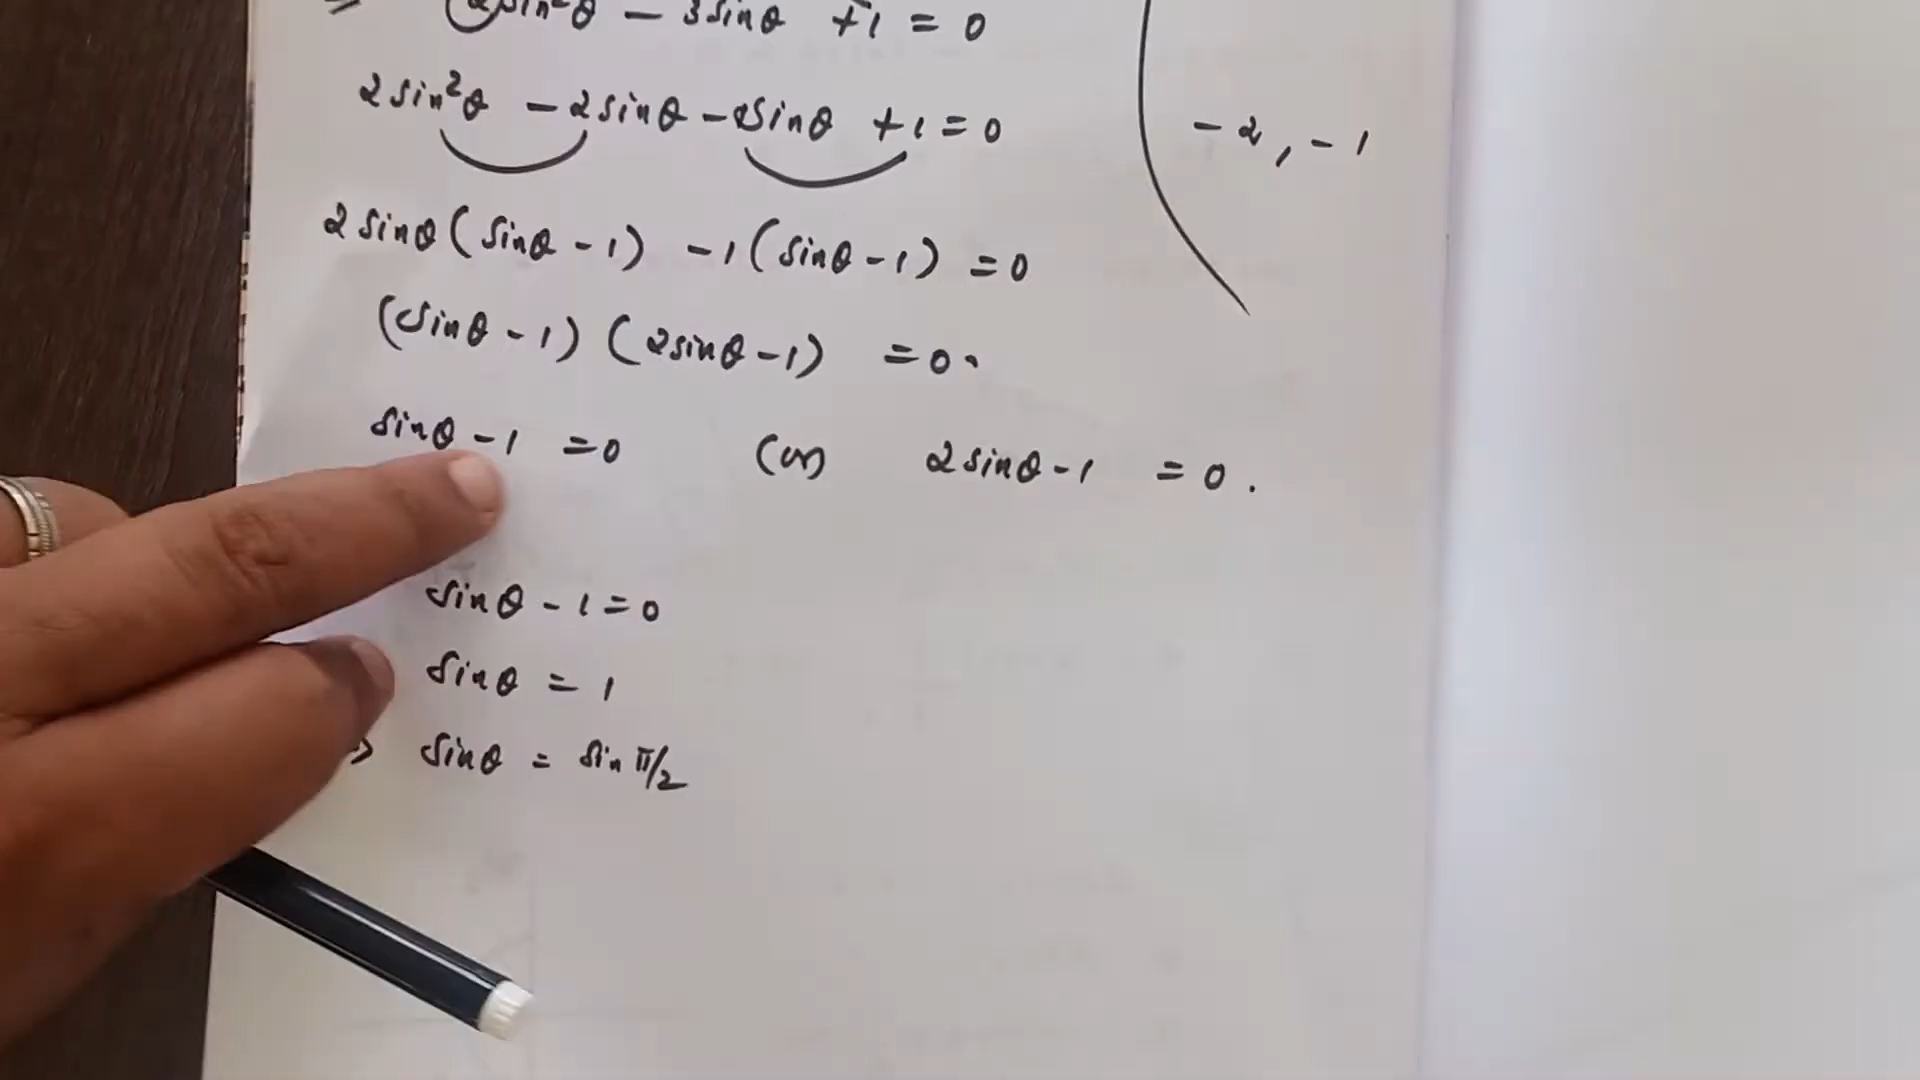 ⇒ 2sin²θ - 3sinθ +1 = 0
2sin²θ - 2sinθ - sinθ +1 = 0
-2, -1
2sinθ(sinθ - 1) -1(sinθ - 1) = 0
(sinθ - 1) (2sinθ - 1) = 0.
sinθ - 1 = 0 (or) 2sinθ - 1 = 0.
sinθ - 1 = 0
sinθ = 1
⇒ sinθ = sin π/2